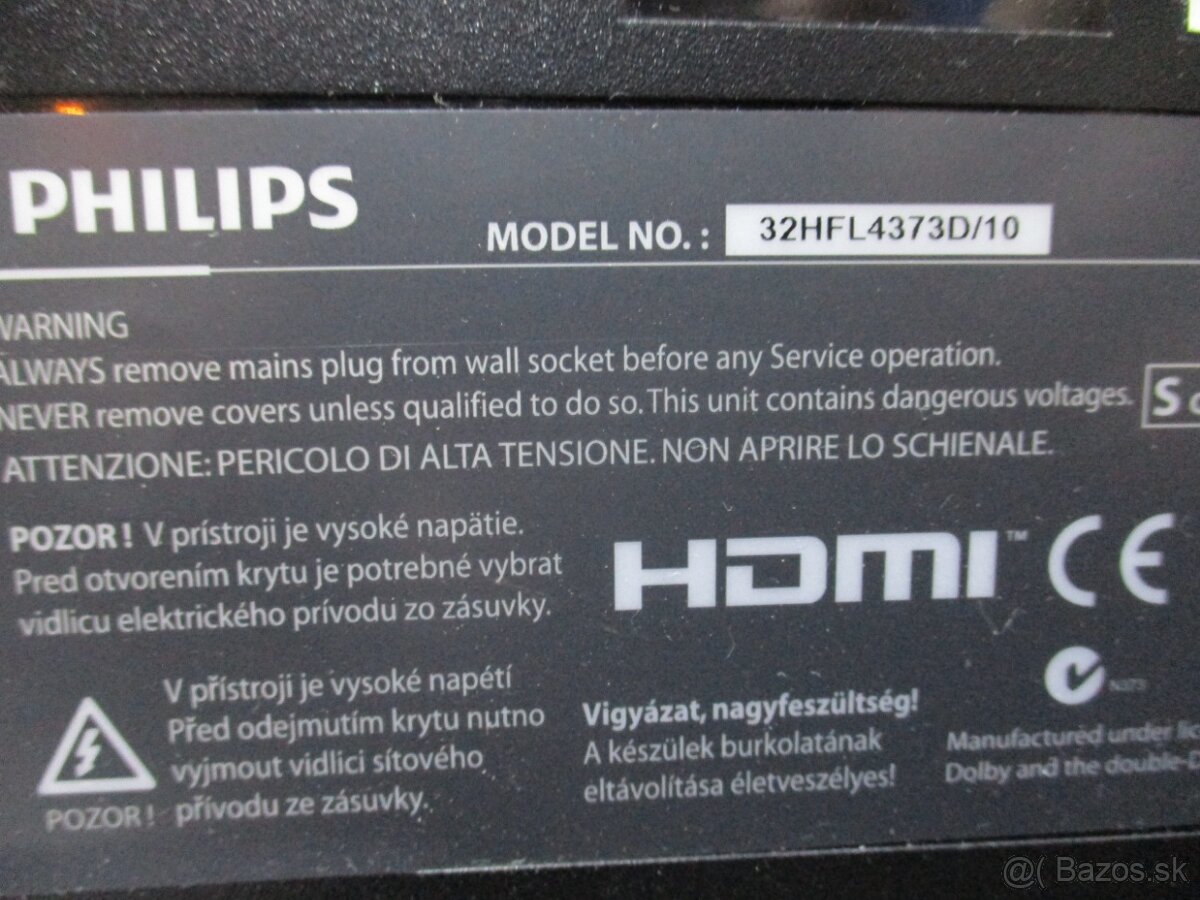 PHILIPS
MODEL NO. : 32HFL4373D/10
WARNING
ALWAYS remove mains plug from wall socket before any Service operation.
NEVER remove covers unless qualified to do so. This unit contains dangerous voltages.
S
ATTENZIONE: PERICOLO DI ALTA TENSIONE. NON APRIRE LO SCHIENALE.
POZOR! V prístroji je vysoké napätie.
Pred otvorením krytu je potrebné vybrat
vidlicu elektrického prívodu zo zásuvky.
HDMI™ CE
V přístroji je vysoké napétí
Před odejmutím krytu nutno
vyjmout vidlici sítového
přívodu ze zásuvky.
POZOR!
Vigyázat, nagyfeszültség!
A készülek burkolatának
eltávolítása életveszélyes!
Manufactured under
Dolby and the double-D
@( Bazos.sk